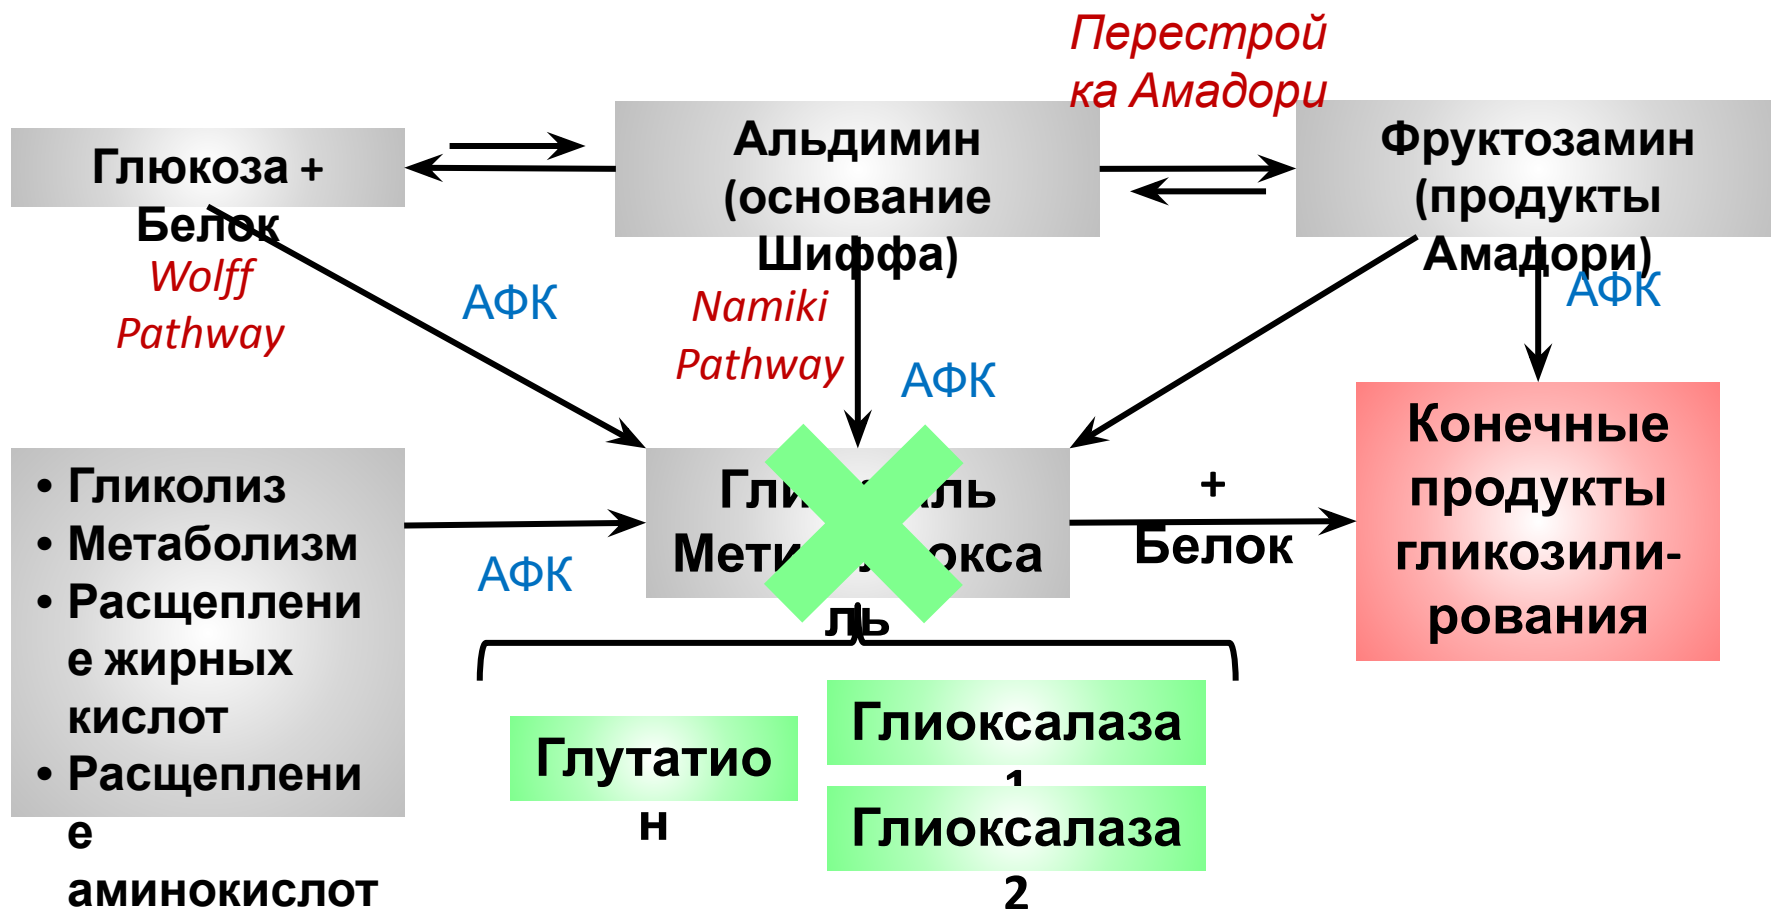 Перестрой
ка Амадори
Глюкоза +
Белок
Альдимин
(основание
Шиффа)
Фруктозамин
(продукты
Амадори)
Wolff
Pathway
АФК
Namiki
Pathway
АФК
АФК
• Гликолиз
• Метаболизм
• Расщеплени
е жирных
кислот
• Расщеплени
е
аминокислот
АФК
ль
+
Белок
Конечные
продукты
гликозили-
рования
Глутатио
н
Глиоксалаза
1
Глиоксалаза
2